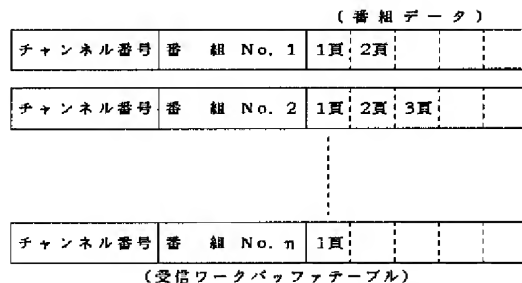 (番組データ)
チャンネル番号 番 組 No. 1 1頁 2頁
チャンネル番号 番 組 No. 2 1頁 2頁 3頁
チャンネル番号 番 組 No. n 1頁
(受信ワークバッファテーブル)